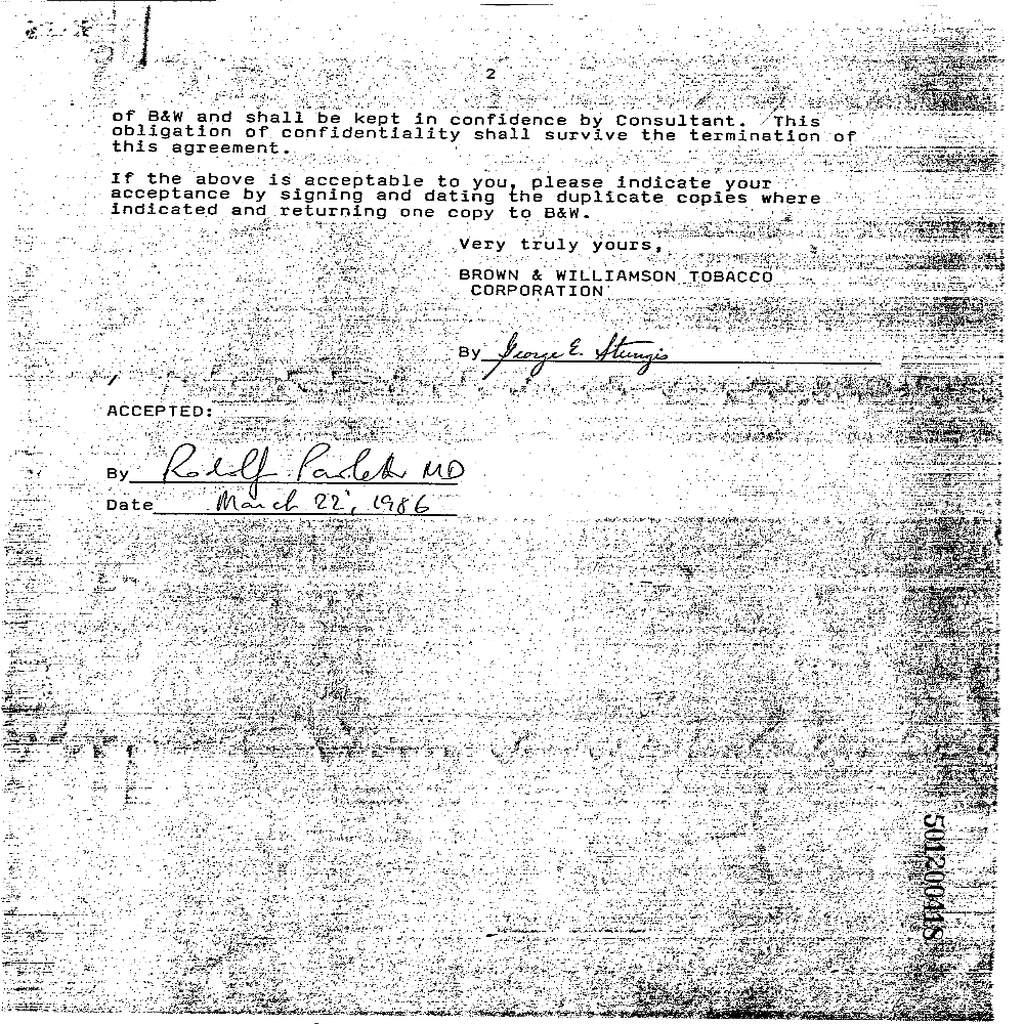 2
of B&W and shall be kept in confidence by Consultant. This
obligation of confidentiality shall survive the termination of
this agreement.
If the above is acceptable to you, please indicate your
acceptance by signing and dating the duplicate copies where
indicated and returning one copy to B&W.
Very truly yours,
BROWN & WILLIAMSON TOBACCO
CORPORATION
By George E. Stungis
ACCEPTED:
By MD
Date March 22, 1986
501200418